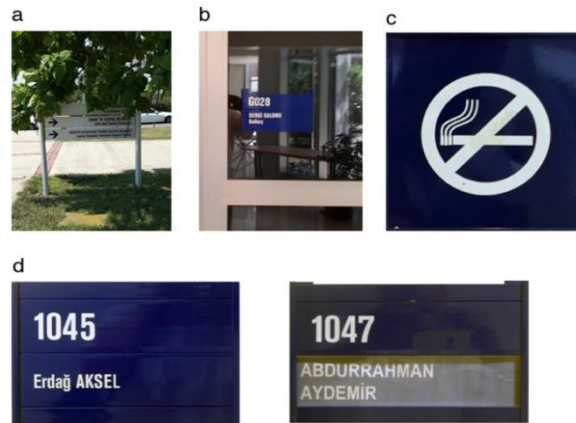 a
b
G028
SERGİ SALONU
Gallery
c
d
1045
Erdağ AKSEL
1047
ABDURRAHMAN
AYDEMİR